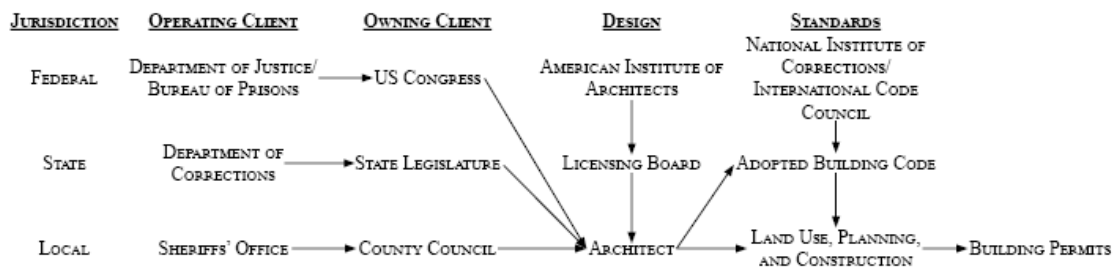 JURISDICTION OPERATING CLIENT OWNING CLIENT DESIGN STANDARDS
FEDERAL
DEPARTMENT OF JUSTICE/
BUREAU OF PRISONS
US CONGRESS
AMERICAN INSTITUTE OF
ARCHITECTS
NATIONAL INSTITUTE OF
CORRECTIONS/
INTERNATIONAL CODE
COUNCIL
STATE
DEPARTMENT OF
CORRECTIONS
STATE LEGISLATURE
LICENSING BOARD
ADOPTED BUILDING CODE
LOCAL
SHERIFFS' OFFICE
COUNTY COUNCIL
ARCHITECT
LAND USE, PLANNING,
AND CONSTRUCTION
BUILDING PERMITS